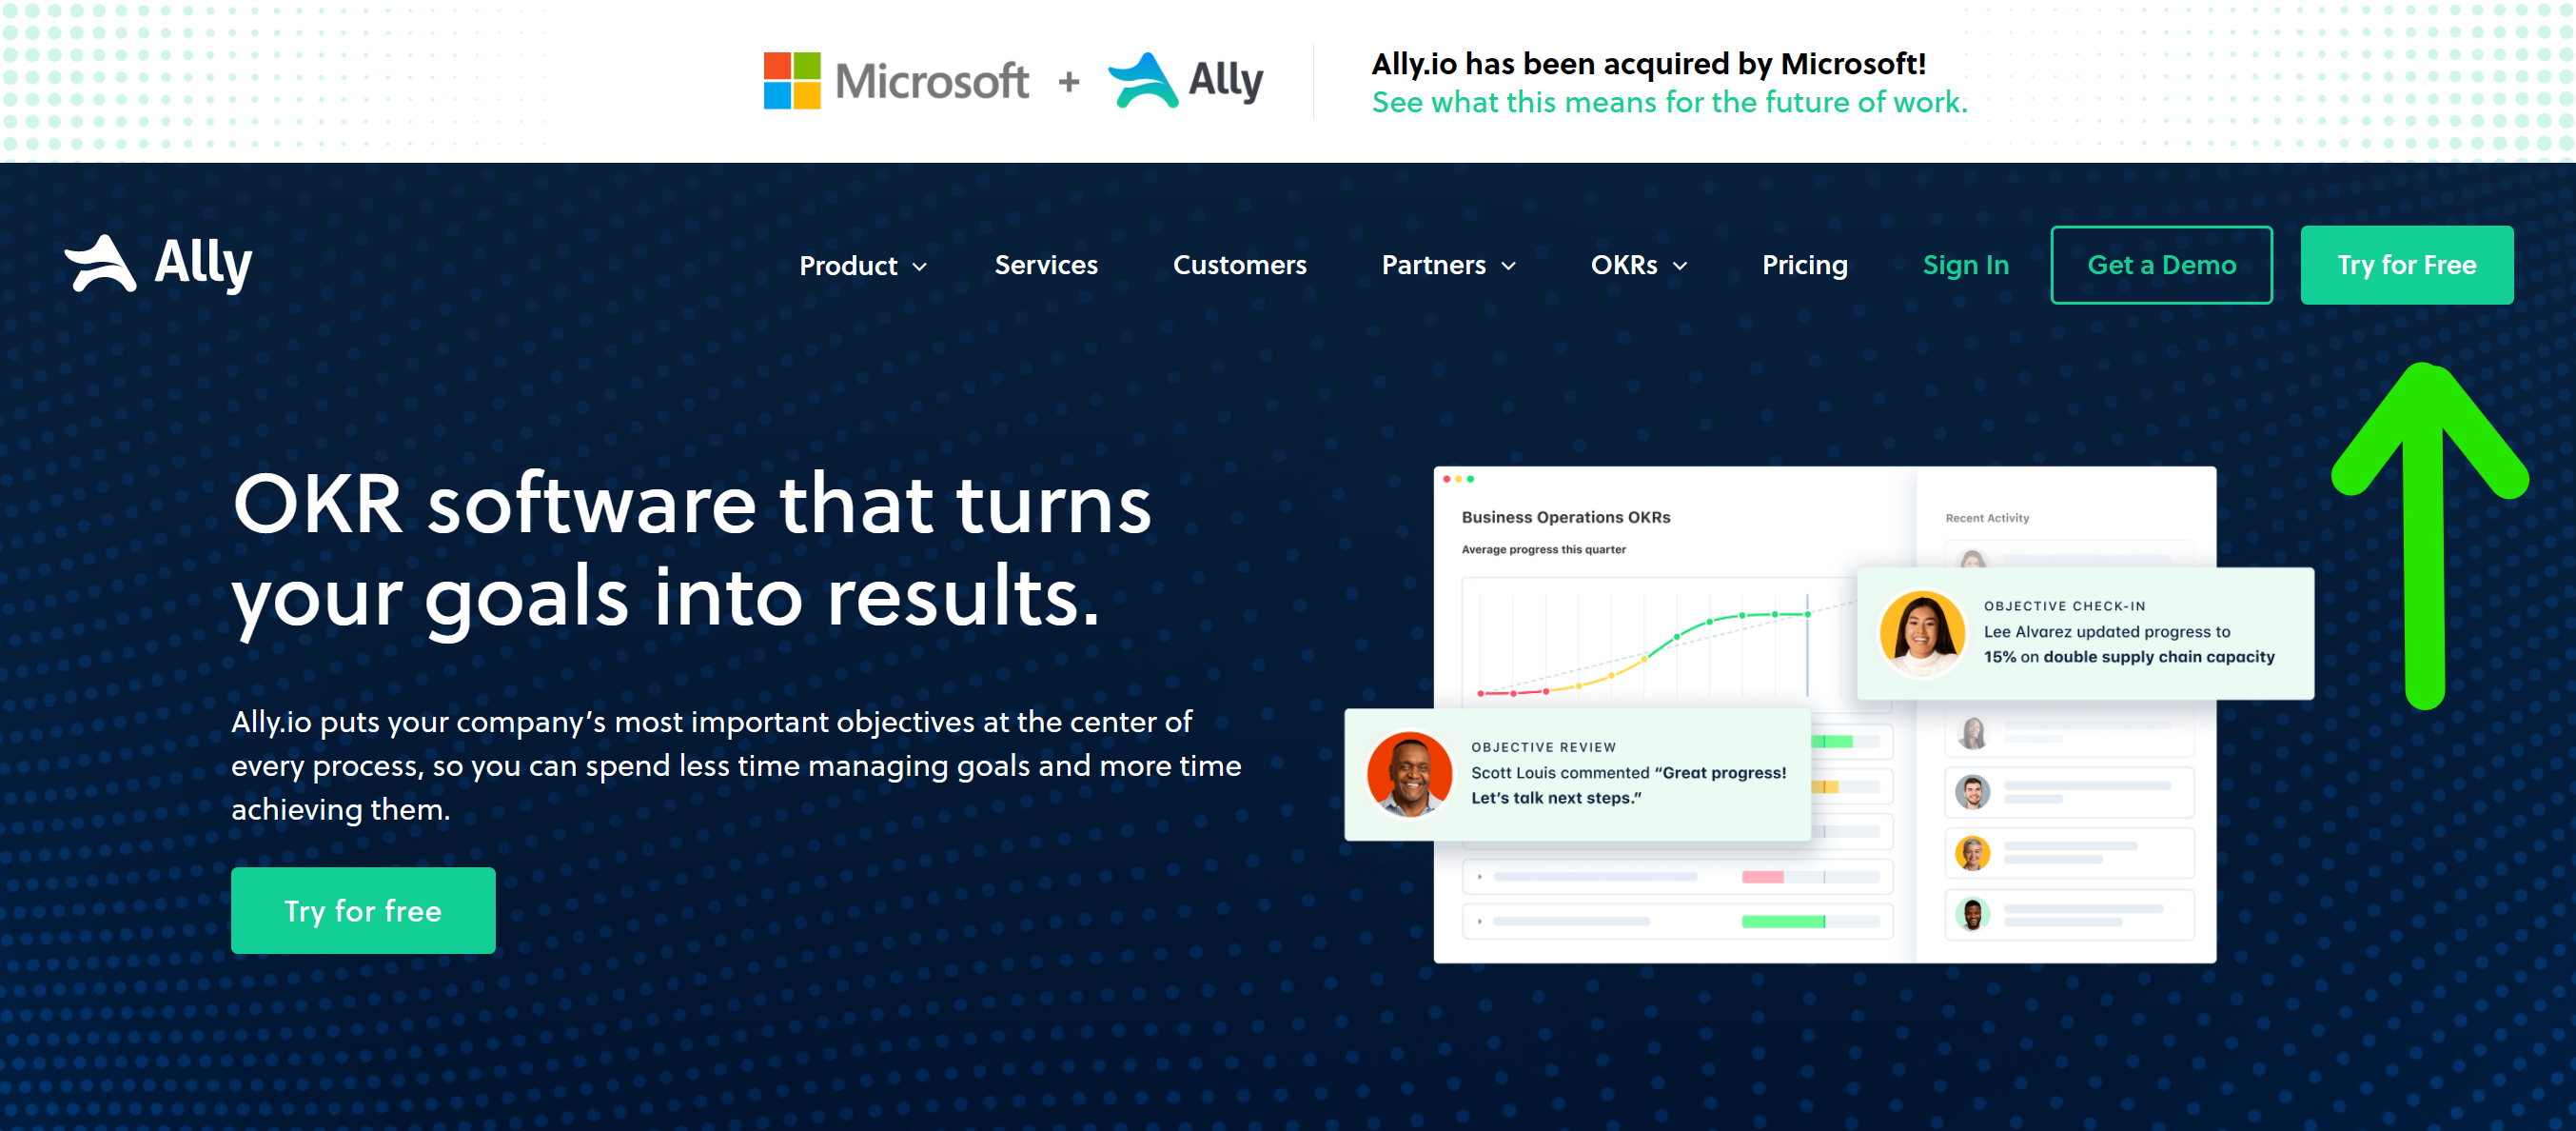 Microsoft + Ally
Ally.io has been acquired by Microsoft!
See what this means for the future of work.
Ally
Product Services Customers Partners OKRs Pricing Sign In Get a Demo Try for Free
OKR software that turns
your goals into results.
Ally.io puts your company’s most important objectives at the center of
every process, so you can spend less time managing goals and more time
achieving them.
Try for free
Business Operations OKRs
Average progress this quarter
Recent Activity
OBJECTIVE CHECK-IN
Lee Alvarez updated progress to
15% on double supply chain capacity
OBJECTIVE REVIEW
Scott Louis commented “Great progress!
Let’s talk next steps.”